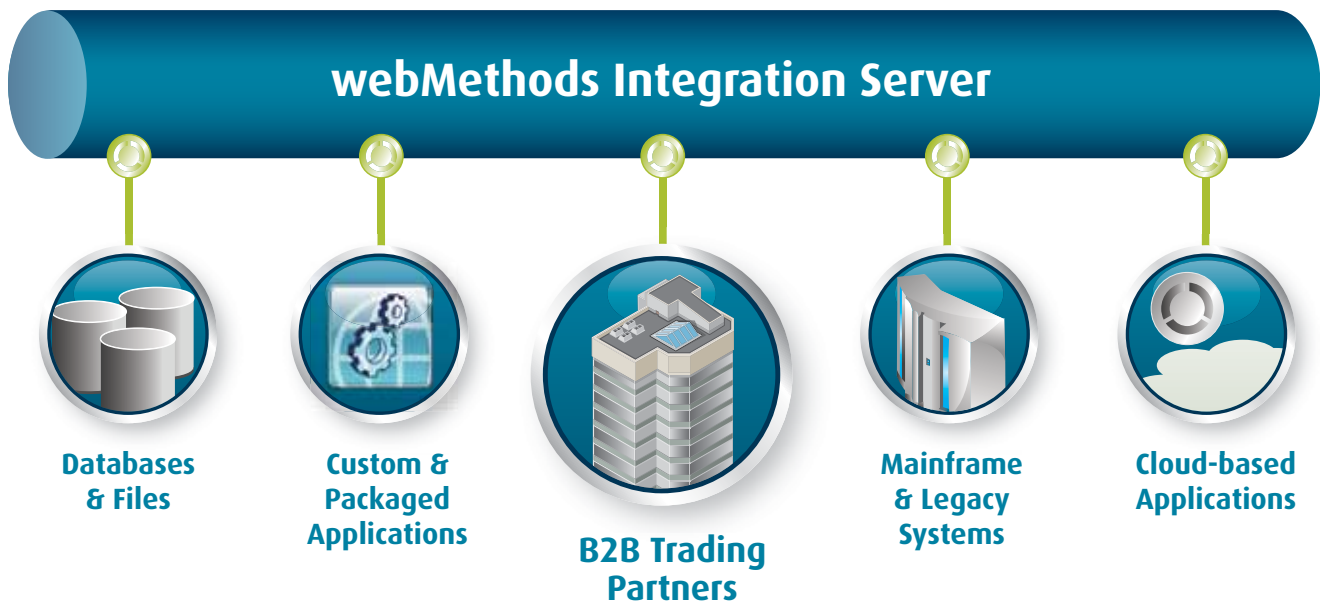 webMethods Integration Server
Databases
& Files
Custom &
Packaged
Applications
B2B Trading
Partners
Mainframe
& Legacy
Systems
Cloud-based
Applications